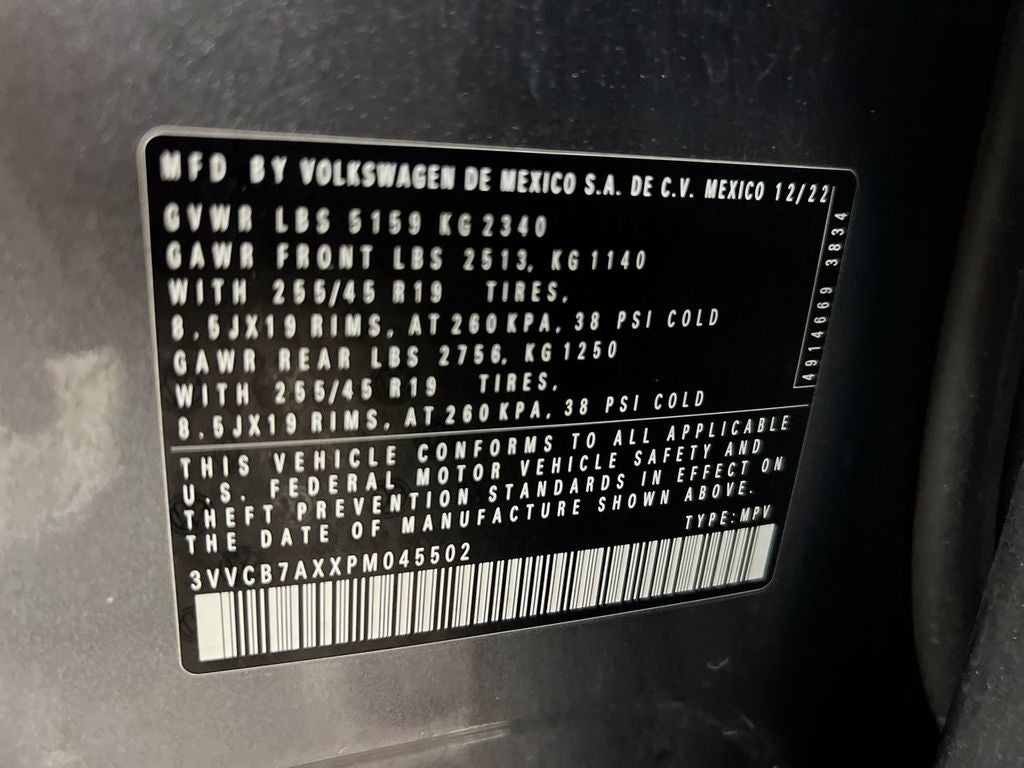 MFD BY VOLKSWAGEN DE MEXICO S.A. DE C.V. MEXICO 12/22
GVWR LBS 5159 KG 2340
GAWR FRONT LBS 2513, KG 1140
WITH 255/45 R19 TIRES,
8,5JX19 RIMS, AT 260 KPA, 38 PSI COLD
GAWR REAR LBS 2756, KG 1250
WITH 255/45 R19 TIRES,
8,5JX19 RIMS, AT 260 KPA, 38 PSI COLD
4914669 3834
THIS VEHICLE CONFORMS TO ALL APPLICABLE
U.S. FEDERAL MOTOR VEHICLE SAFETY AND
THEFT PREVENTION STANDARDS IN EFFECT ON
THE DATE OF MANUFACTURE SHOWN ABOVE.
TYPE: MPV
3VVCB7AXXPM045502